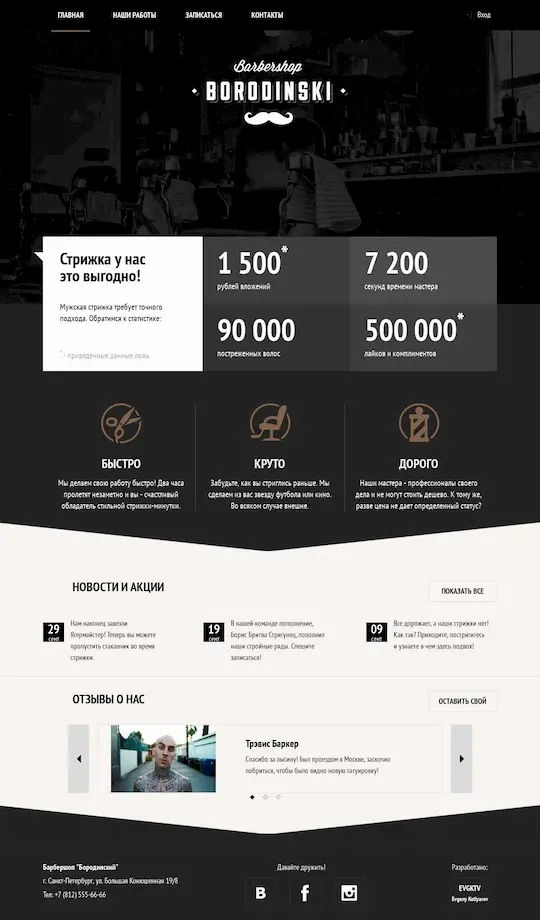 ГЛАВНАЯ НАШИ РАБОТЫ ЗАПИСАТЬСЯ КОНТАКТЫ Вход
Barbershop
BORODINSKI
Стрижка у нас
это выгодно!
Мужская стрижка требует точного
подхода. Обратимся к статистике:
* - приведенные данные ложь
1 500*
рублей вложений
7 200
секунд времени мастера
90 000
постреженных волос
500 000*
лайков и комплиментов
БЫСТРО
Мы делаем свою работу быстро! Два часа
пролетят незаметно и вы - счастливый
обладатель стильной стрижки-минутки.
КРУТО
Забудьте, как вы стриглись раньше. Мы
сделаем из вас звезду футбола или кино.
Во всяком случае внешне.
ДОРОГО
Наши мастера - профессионалы своего
дела и не могут стоить дешево. К тому же,
разве цена не дает определенный статус?
НОВОСТИ И АКЦИИ
ПОКАЗАТЬ ВСЕ
29
сент
Нам наконец завезли
Ягермайстер! Теперь вы можете
пропустить стаканчик во время
стрижки.
19
сент
В нашей команде пополнение,
Борис Бритва Стригунец, пополнил
наши стройные ряды. Спешите
записаться!
09
сент
Все дорожает, а наши стрижки нет!
Как так? Приходите, постригитесь
и узнаете в чем здесь подвох!
ОТЗЫВЫ О НАС
ОСТАВИТЬ СВОЙ
Трэвис Баркер
Спасибо за лысину! Был проездом в Москве, заскочил
побриться, чтобы было видно новую татуировку!
Барбершоп "Бородинский"
г. Санкт-Петербург, ул. Большая Конюшенная 19/8
Тел: +7 (812) 555-66-66
Давайте дружить!
B f
Разработано:
EVGKTV
Evgeny Kotlyarov